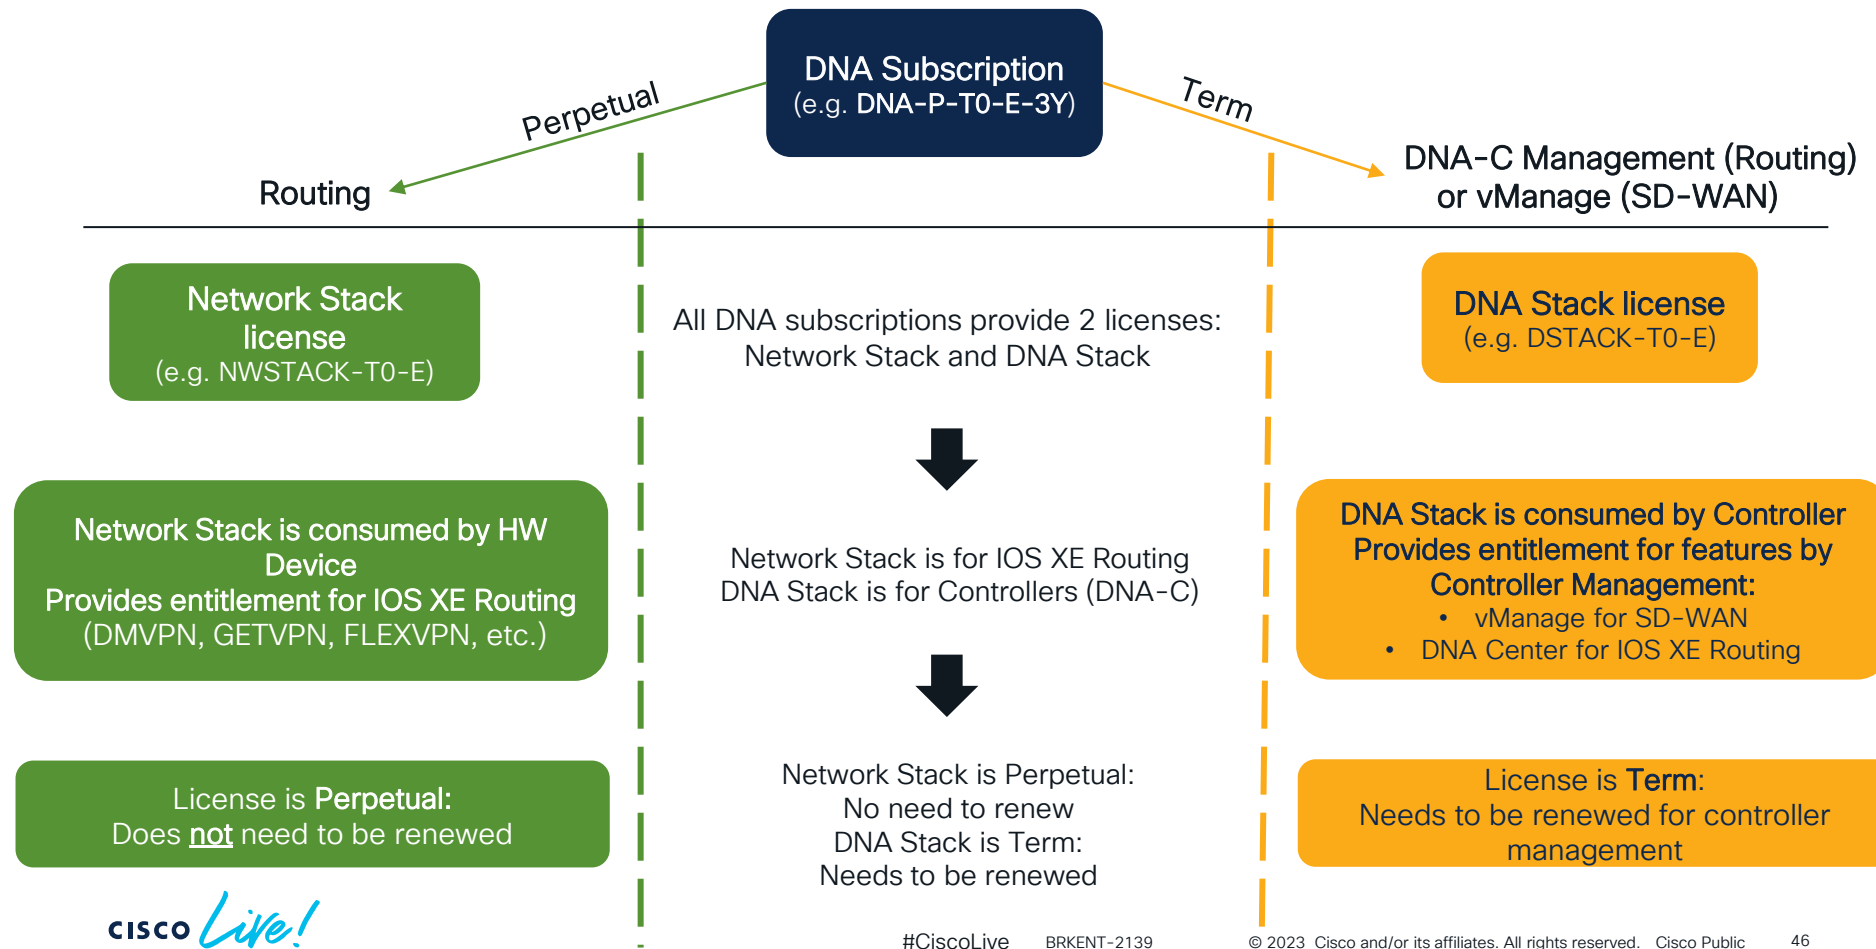 DNA Subscription
(e.g. DNA-P-T0-E-3Y)
Perpetual
Term
Routing
DNA-C Management (Routing)
or vManage (SD-WAN)
Network Stack
license
(e.g. NWSTACK-T0-E)
All DNA subscriptions provide 2 licenses:
Network Stack and DNA Stack
DNA Stack license
(e.g. DSTACK-T0-E)
Network Stack is consumed by HW
Device
Provides entitlement for IOS XE Routing
(DMVPN, GETVPN, FLEXVPN, etc.)
Network Stack is for IOS XE Routing
DNA Stack is for Controllers (DNA-C)
DNA Stack is consumed by Controller
Provides entitlement for features by
Controller Management:
• vManage for SD-WAN
• DNA Center for IOS XE Routing
License is Perpetual:
Does not need to be renewed
Network Stack is Perpetual:
No need to renew
DNA Stack is Term:
Needs to be renewed
License is Term:
Needs to be renewed for controller
management
CISCO Live!
#CiscoLive BRKENT-2139 © 2023 Cisco and/or its affiliates. All rights reserved. Cisco Public 46